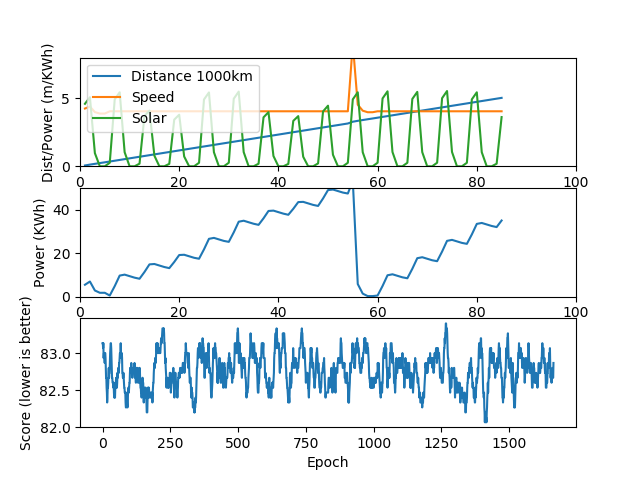 Dist/Power (m/KWh)
5
0
Distance 1000km
Speed
Solar
0 20 40 60 80 100
Power (KWh)
40
20
0
0 20 40 60 80 100
Score (lower is better)
83.0
82.5
82.0
0 250 500 750 1000 1250 1500
Epoch